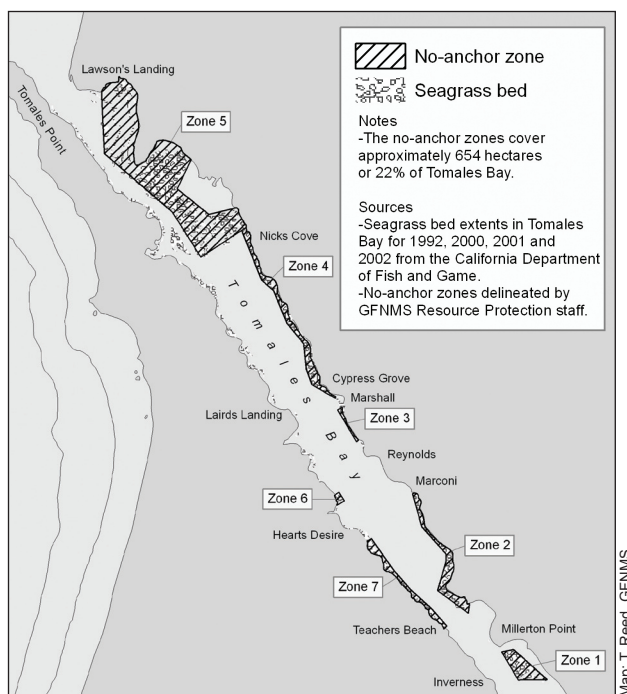 No-anchor zone
Seagrass bed
Notes
-The no-anchor zones cover
approximately 654 hectares
or 22% of Tomales Bay.
Sources
-Seagrass bed extents in Tomales
Bay for 1992, 2000, 2001 and
2002 from the California Department
of Fish and Game.
-No-anchor zones delineated by
GFNMS Resource Protection staff.
Lawson's Landing
Tomales Point
Zone 5
Nicks Cove
Zone 4
Tomales Bay
Cypress Grove
Marshall
Lairds Landing
Zone 3
Reynolds
Marconi
Zone 6
Hearts Desire
Zone 2
Zone 7
Teachers Beach
Millerton Point
Zone 1
Inverness
Map: T. Reed, GFNMS